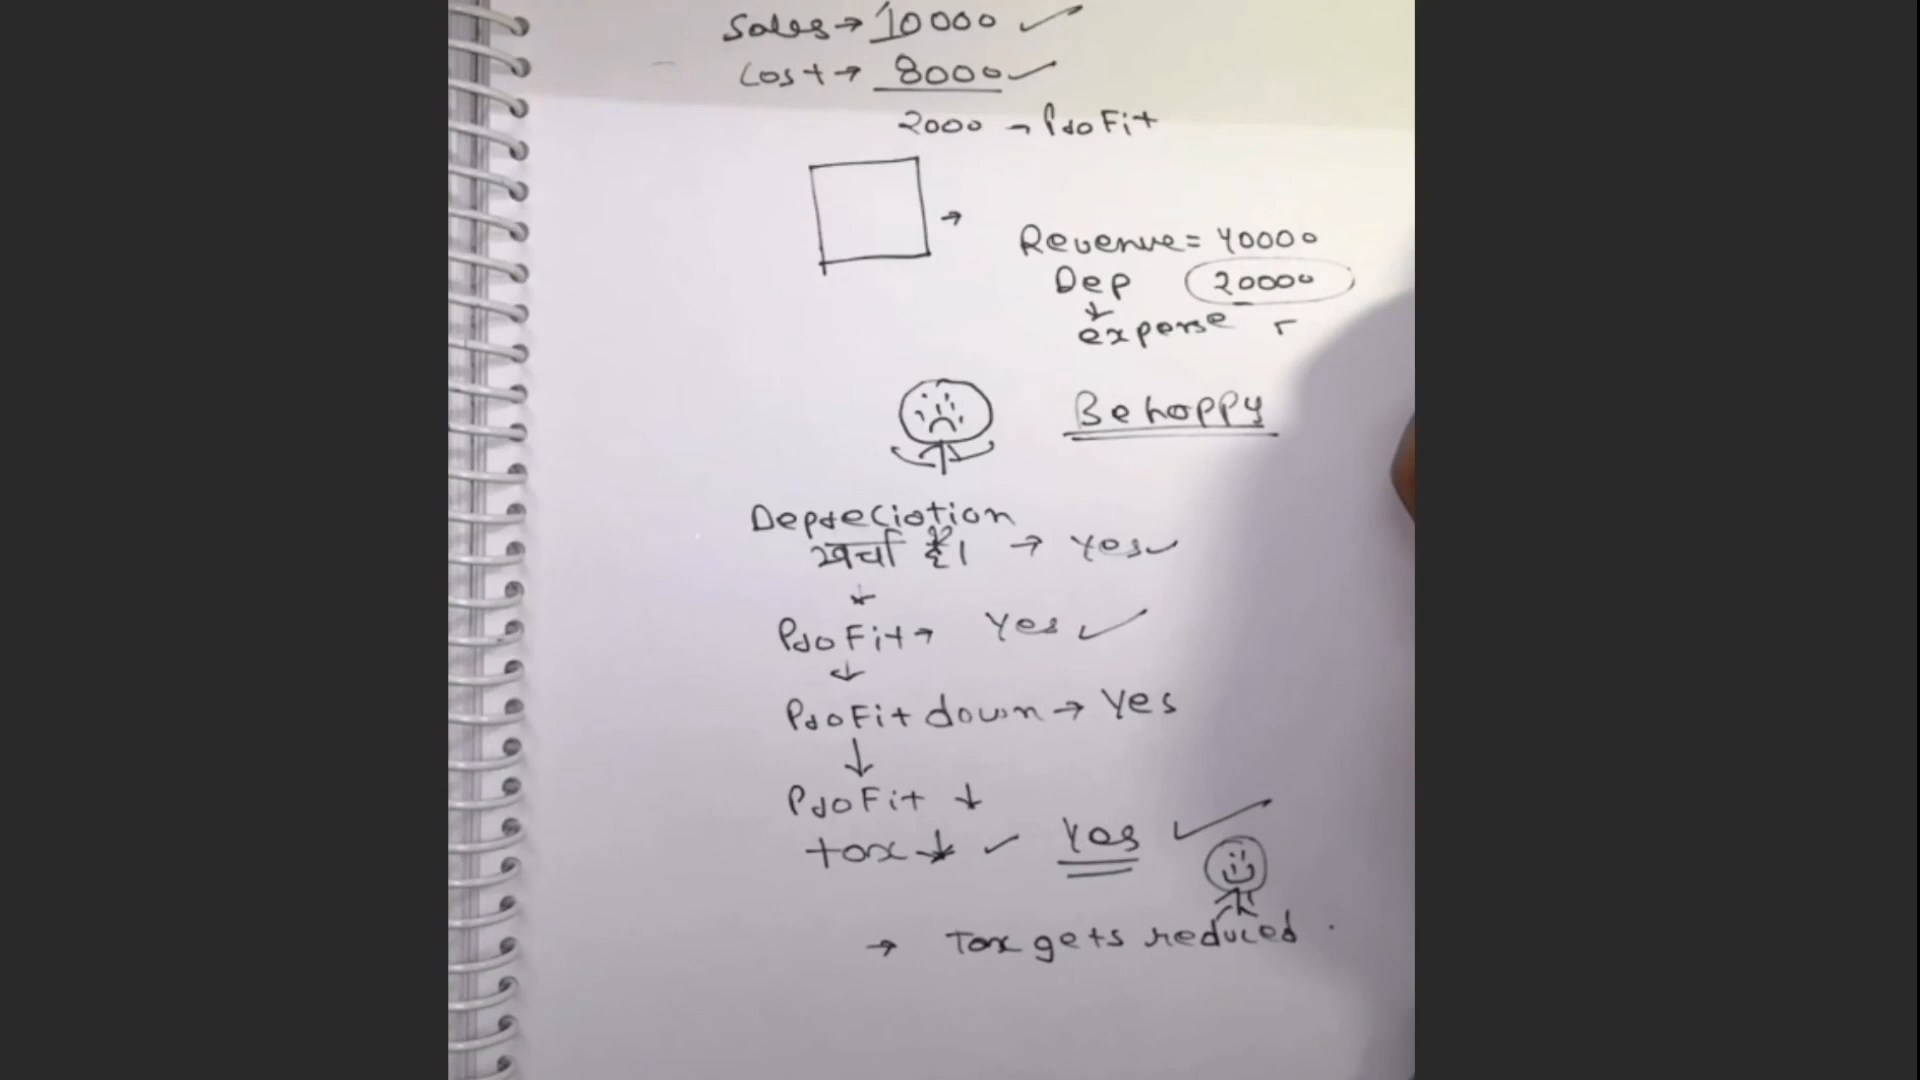 Sales → 10000 ✓
Cost → 8000 ✓
2000 → Profit
→
Revenue = 40000
Dep 20000
↓
expense
Be happy
Depreciation
खर्चा है। → Yes ✓
↓
Profit → Yes ✓
↓
Profit down → Yes
↓
Profit ↓
tax ↓ ✓ Yes ✓
→ Tax gets reduced.